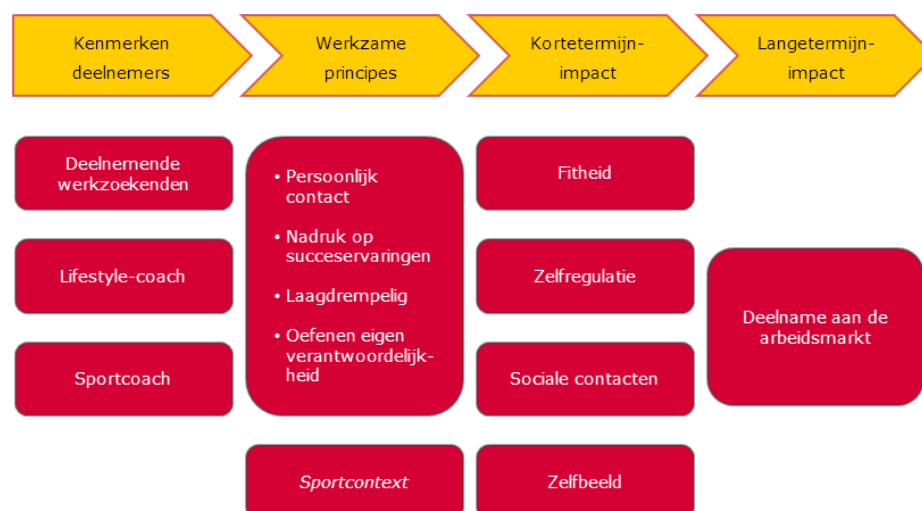 Kenmerken
deelnemers
Werkzame
principes
Kortetermijn-
impact
Langetermijn-
impact
Deelnemende
werkzoekenden
Lifestyle-coach
Sportcoach
• Persoonlijk
contact
• Nadruk op
succeservaringen
• Laagdrempelig
• Oefenen eigen
verantwoordelijk-
heid
Sportcontext
Fitheid
Zelfregulatie
Sociale contacten
Zelfbeeld
Deelname aan de
arbeidsmarkt